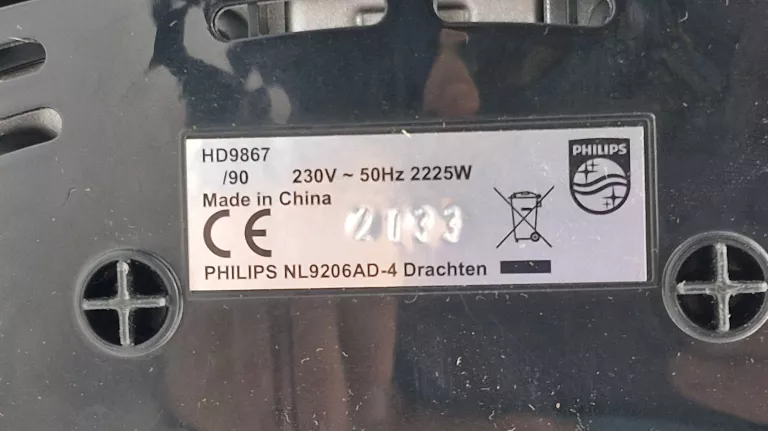 HD9867
/90 230V ~ 50Hz 2225W
PHILIPS
Made in China
CE 2133
PHILIPS NL9206AD-4 Drachten